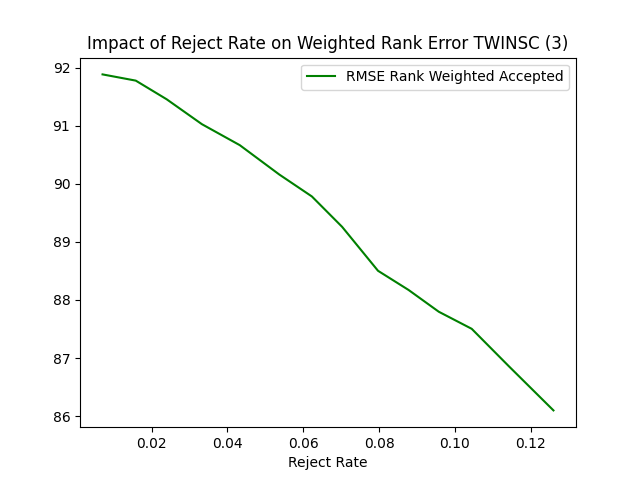 Impact of Reject Rate on Weighted Rank Error TWINSC (3)
RMSE Rank Weighted Accepted
92
91
90
89
88
87
86
0.02 0.04 0.06 0.08 0.10 0.12
Reject Rate